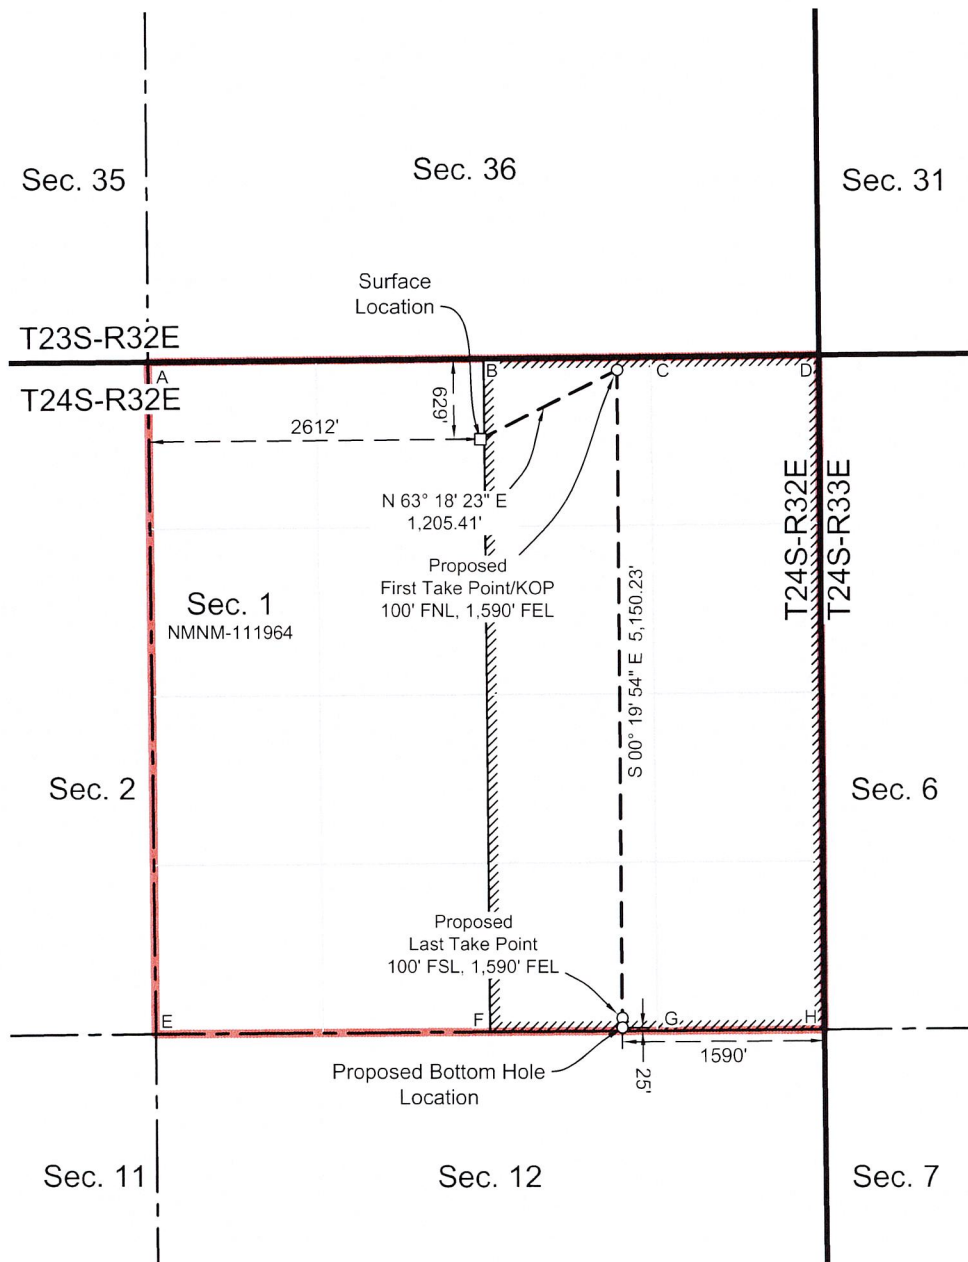 Sec. 35
Sec. 36
Sec. 31
Surface
Location
T23S-R32E
T24S-R32E
A
B
C
D
629'
2612'
N 63° 18' 23" E
1,205.41'
Proposed
First Take Point/KOP
100' FNL, 1,590' FEL
T24S-R32E
T24S-R33E
Sec. 1
NMNM-111964
S 00° 19' 54" E 5,150.23'
Sec. 2
Sec. 6
Proposed
Last Take Point
100' FSL, 1,590' FEL
E
F
G
H
1590'
25'
Proposed Bottom Hole
Location
Sec. 11
Sec. 12
Sec. 7